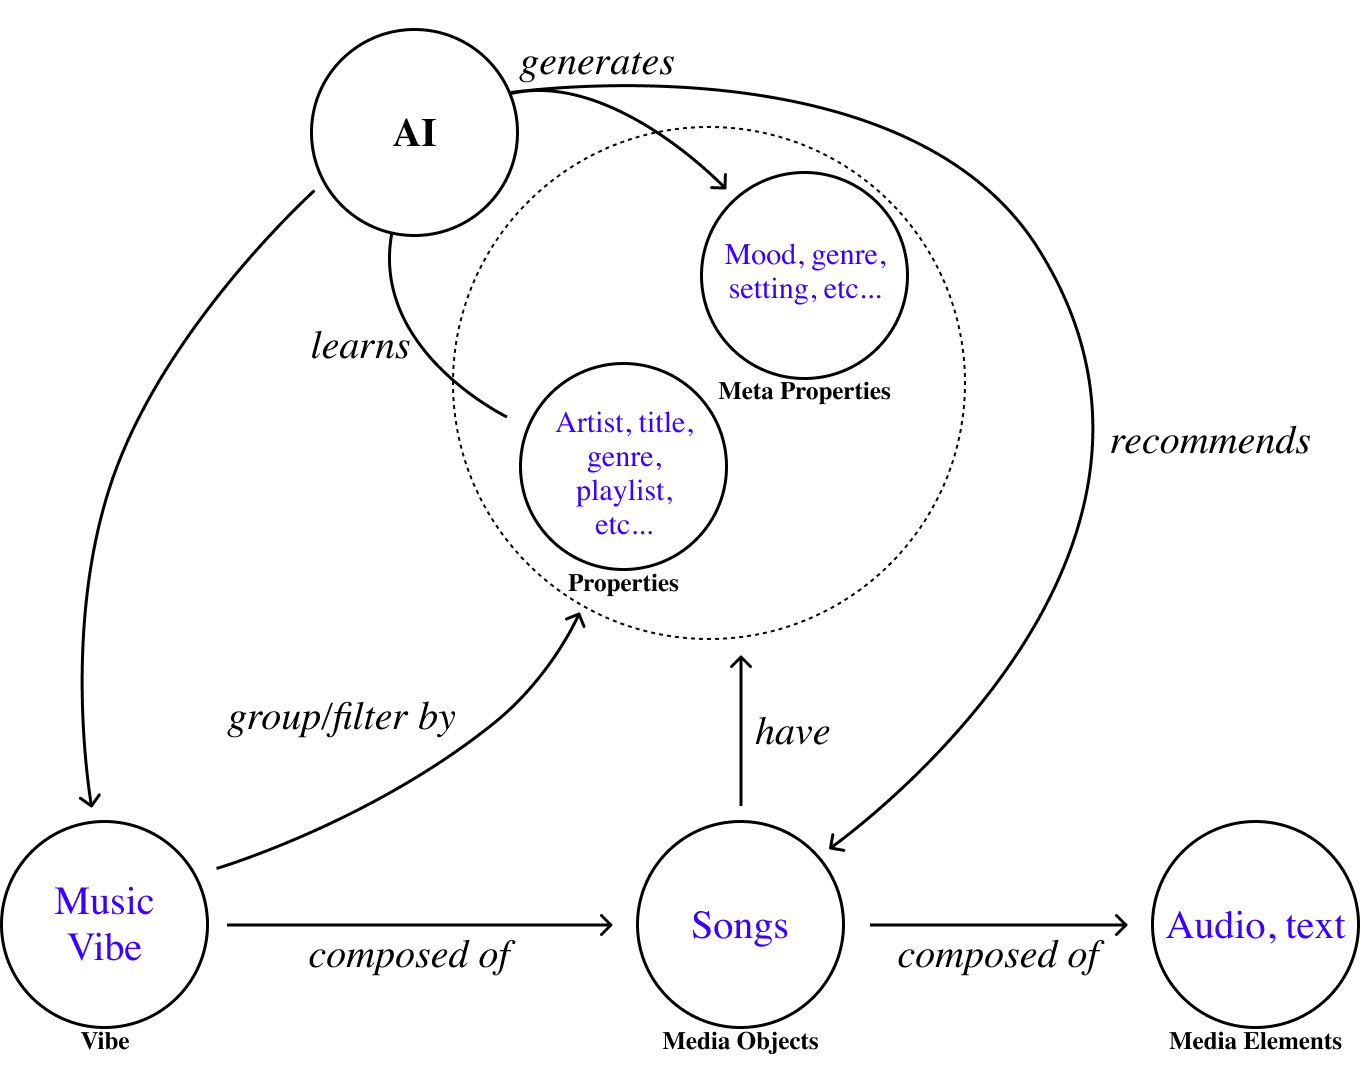 generates
AI
Mood, genre,
setting, etc...
learns
Meta Properties
Artist, title,
genre,
playlist,
etc...
recommends
Properties
group/filter by
have
Music
Vibe
Songs
Audio, text
composed of
composed of
Vibe
Media Objects
Media Elements